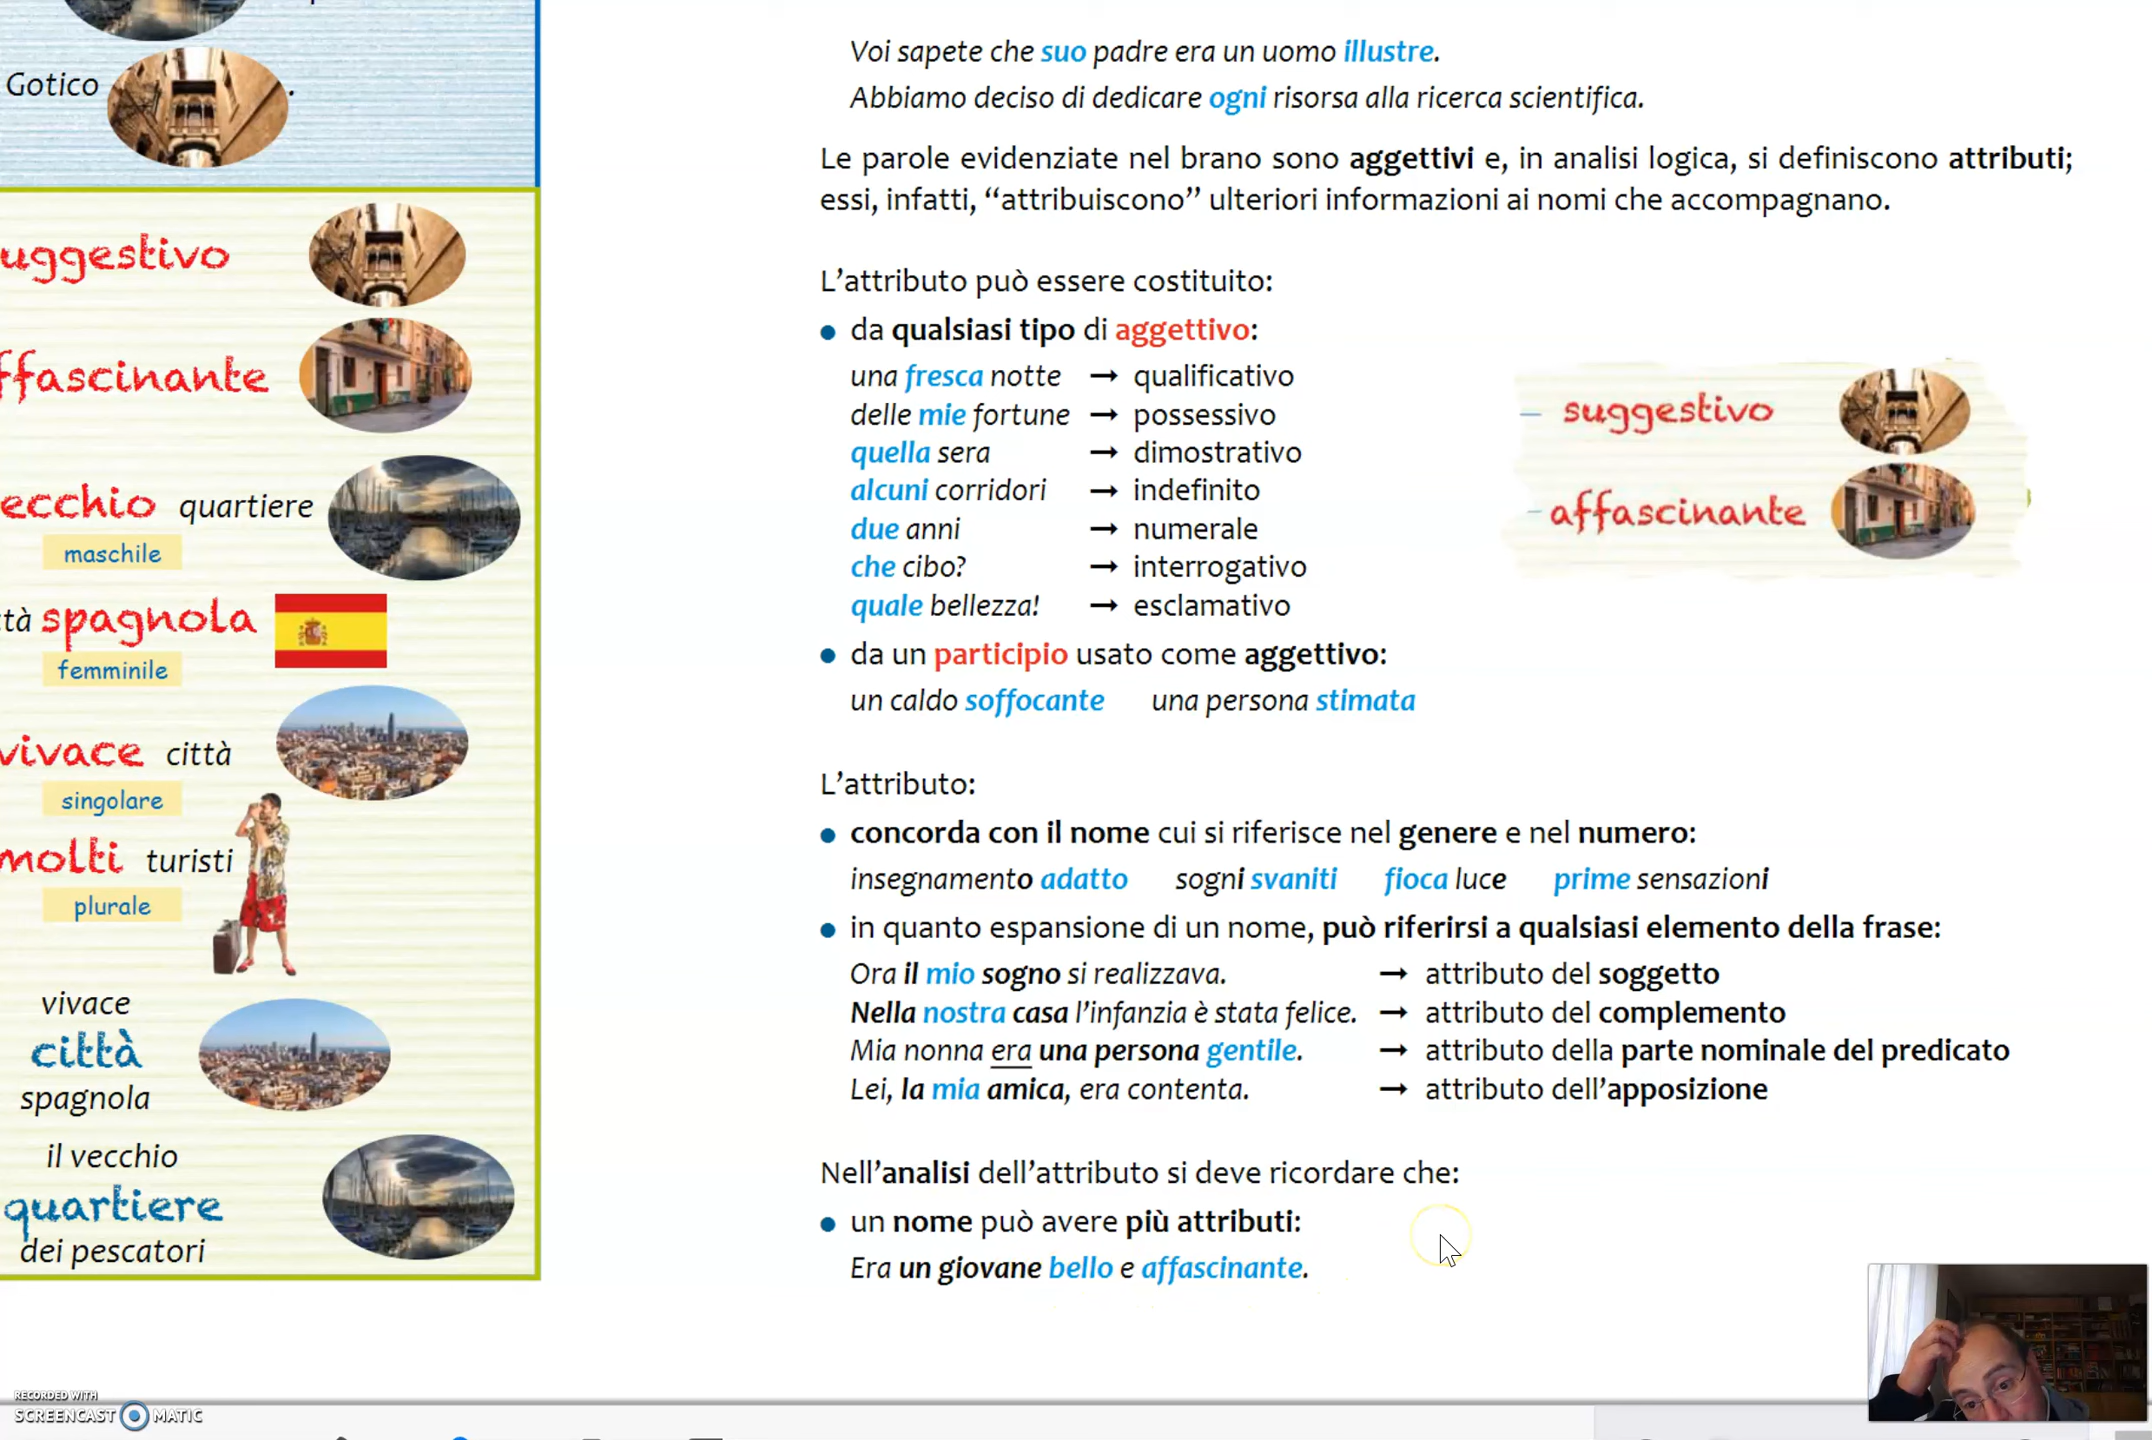 Gotico .
uggestivo
ffascinante
ecchio quartiere
maschile
tà spagnola
femminile
vivace città
singolare
molti turisti
plurale
vivace
città
spagnola
il vecchio
quartiere
dei pescatori
Voi sapete che suo padre era un uomo illustre.
Abbiamo deciso di dedicare ogni risorsa alla ricerca scientifica.
Le parole evidenziate nel brano sono aggettivi e, in analisi logica, si definiscono attributi;
essi, infatti, “attribuiscono” ulteriori informazioni ai nomi che accompagnano.
L’attributo può essere costituito:
• da qualsiasi tipo di aggettivo:
una fresca notte → qualificativo
delle mie fortune → possessivo
quella sera → dimostrativo
alcuni corridori → indefinito
due anni → numerale
che cibo? → interrogativo
quale bellezza! → esclamativo
– suggestivo
– affascinante
• da un participio usato come aggettivo:
un caldo soffocante una persona stimata
L’attributo:
• concorda con il nome cui si riferisce nel genere e nel numero:
insegnamento adatto sogni svaniti fioca luce prime sensazioni
• in quanto espansione di un nome, può riferirsi a qualsiasi elemento della frase:
Ora il mio sogno si realizzava. → attributo del soggetto
Nella nostra casa l’infanzia è stata felice. → attributo del complemento
Mia nonna era una persona gentile. → attributo della parte nominale del predicato
Lei, la mia amica, era contenta. → attributo dell’apposizione
Nell’analisi dell’attributo si deve ricordare che:
• un nome può avere più attributi:
Era un giovane bello e affascinante.
RECORDED WITH
SCREENCAST MATIC